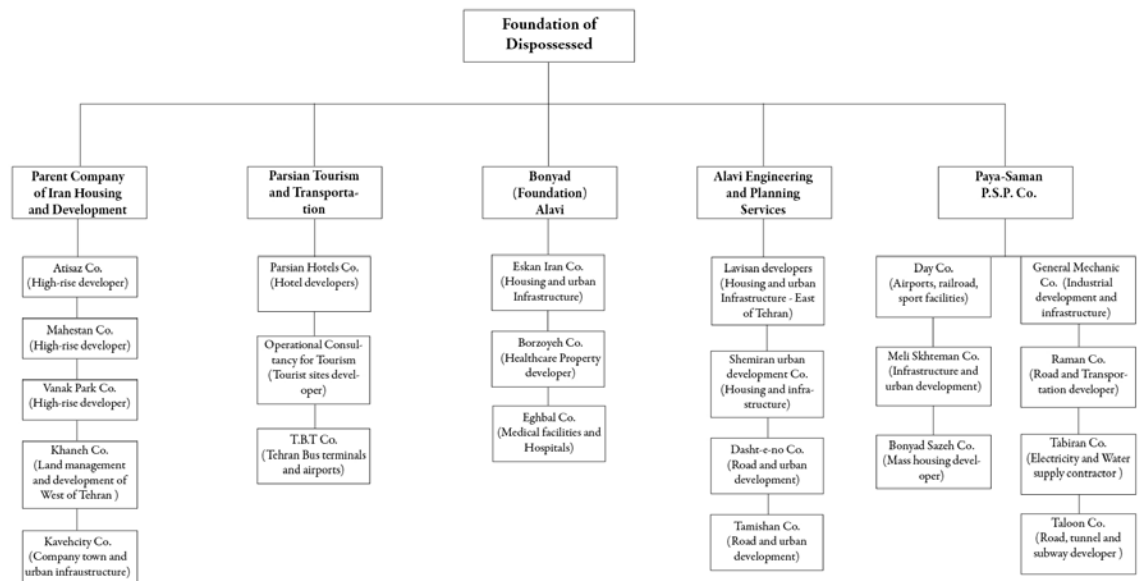 Foundation of
Dispossessed
Parent Company
of Iran Housing
and Development
Parsian Tourism
and Transporta-
tion
Bonyad
(Foundation)
Alavi
Alavi Engineering
and Planning
Services
Paya-Saman
P.S.P. Co.
Atisaz Co.
(High-rise developer)
Mahestan Co.
(High-rise developer)
Vanak Park Co.
(High-rise developer)
Khaneh Co.
(Land management
and development of
West of Tehran )
Kavehcity Co.
(Company town and
urban infraustructure)
Parsian Hotels Co.
(Hotel developers)
Operational Consul-
tancy for Tourism
(Tourist sites devel-
oper)
T.B.T Co.
(Tehran Bus terminals
and airports)
Eskan Iran Co.
(Housing and urban
Infrastructure)
Borzoyeh Co.
(Healthcare Property
developer)
Eghbal Co.
(Medical facilities and
Hospitals)
Lavisan developers
(Housing and urban
Infrastructure - East
of Tehran)
Shemiran urban
development Co.
(Housing and infra-
structure)
Dasht-e-no Co.
(Road and urban
development)
Tamishan Co.
(Road and urban
development)
Day Co.
(Airports, railroad,
sport facilities)
Meli Skhteman Co.
(Infrastructure and
urban development)
Bonyad Sazeh Co.
(Mass housing devel-
oper)
General Mechanic
Co. (Industrial
development and
infrastructure)
Raman Co.
(Road and Transpor-
tation developer)
Tabiran Co.
(Electricity and Water
supply contractor )
Taloon Co.
(Road, tunnel and
subway developer )